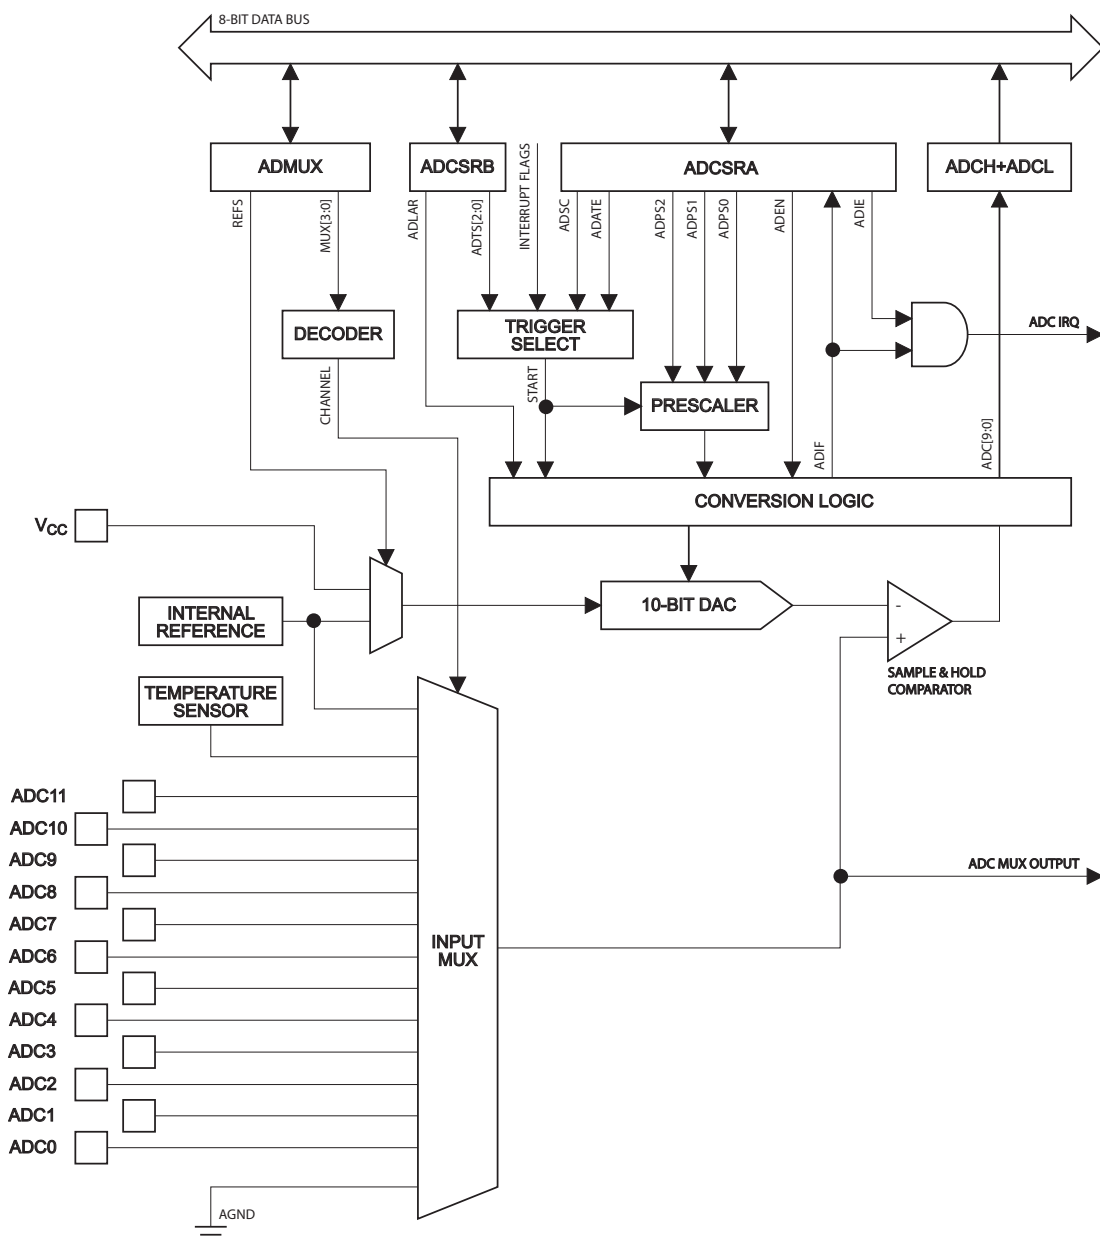 8-BIT DATA BUS
ADMUX
ADCSRB
INTERRUPT FLAGS
ADCSRA
ADCH+ADCL
REFS
MUX[3:0]
ADLAR
ADTS[2:0]
ADSC
ADATE
ADPS2
ADPS1
ADPS0
ADEN
ADIE
DECODER
TRIGGER
SELECT
ADC IRQ
CHANNEL
START
PRESCALER
ADIF
ADC[9:0]
CONVERSION LOGIC
VCC
INTERNAL
REFERENCE
10-BIT DAC
-
+
SAMPLE & HOLD
COMPARATOR
TEMPERATURE
SENSOR
ADC11
ADC10
ADC9
ADC8
ADC MUX OUTPUT
ADC7
ADC6
INPUT
MUX
ADC5
ADC4
ADC3
ADC2
ADC1
ADC0
AGND